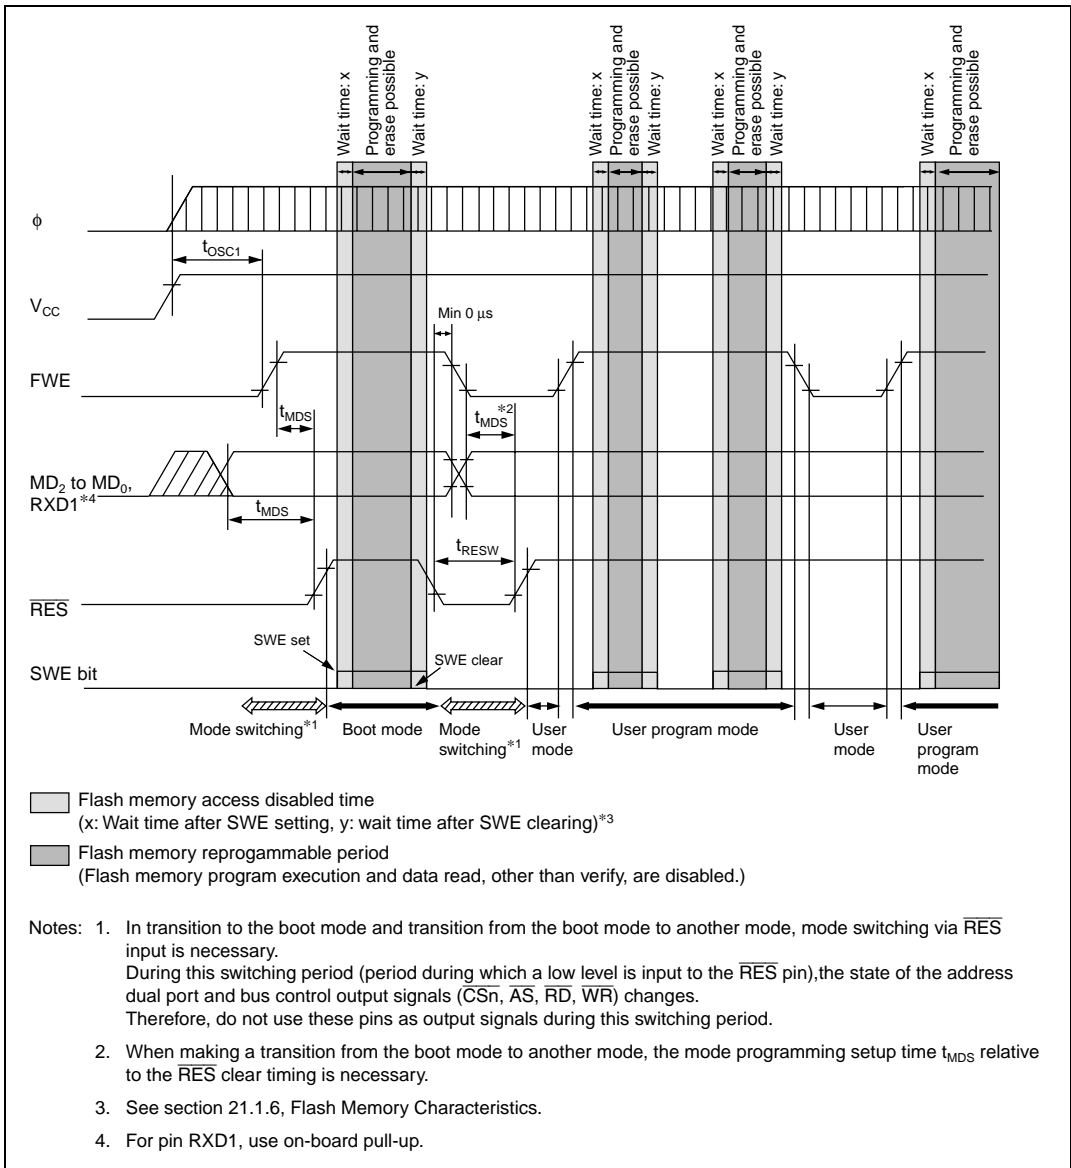 Wait time: x
Programming and
erase possible
Wait time: y
Wait time: x
Programming and
erase possible
Wait time: y
Wait time: x
Programming and
erase possible
Wait time: y
Wait time: x
Programming and
erase possible
ϕ
tOSC1
VCC
Min 0 μs
FWE
tMDS
tMDS*2
MD2 to MD0,
RXD1*4
tMDS
tRESW
RES
SWE set
SWE clear
SWE bit
Mode switching*1
Boot mode
Mode
switching*1
User
mode
User program mode
User
mode
User
program
mode
Flash memory access disabled time
(x: Wait time after SWE setting, y: wait time after SWE clearing)*3
Flash memory reprogammable period
(Flash memory program execution and data read, other than verify, are disabled.)
Notes: 1. In transition to the boot mode and transition from the boot mode to another mode, mode switching via RES
input is necessary.
During this switching period (period during which a low level is input to the RES pin),the state of the address
dual port and bus control output signals (CSn, AS, RD, WR) changes.
Therefore, do not use these pins as output signals during this switching period.
2. When making a transition from the boot mode to another mode, the mode programming setup time tMDS relative
to the RES clear timing is necessary.
3. See section 21.1.6, Flash Memory Characteristics.
4. For pin RXD1, use on-board pull-up.